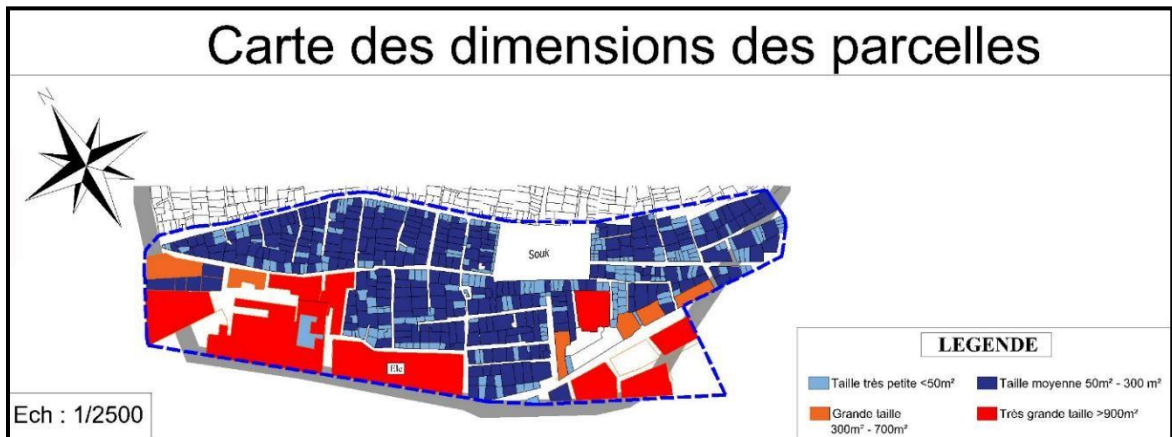 Carte des dimensions des parcelles
N
Souk
Ele
LEGENDE
Taille très petite <50m²
Taille moyenne 50m² - 300 m²
Grande taille
300m² - 700m²
Très grande taille >900m²
Ech : 1/2500